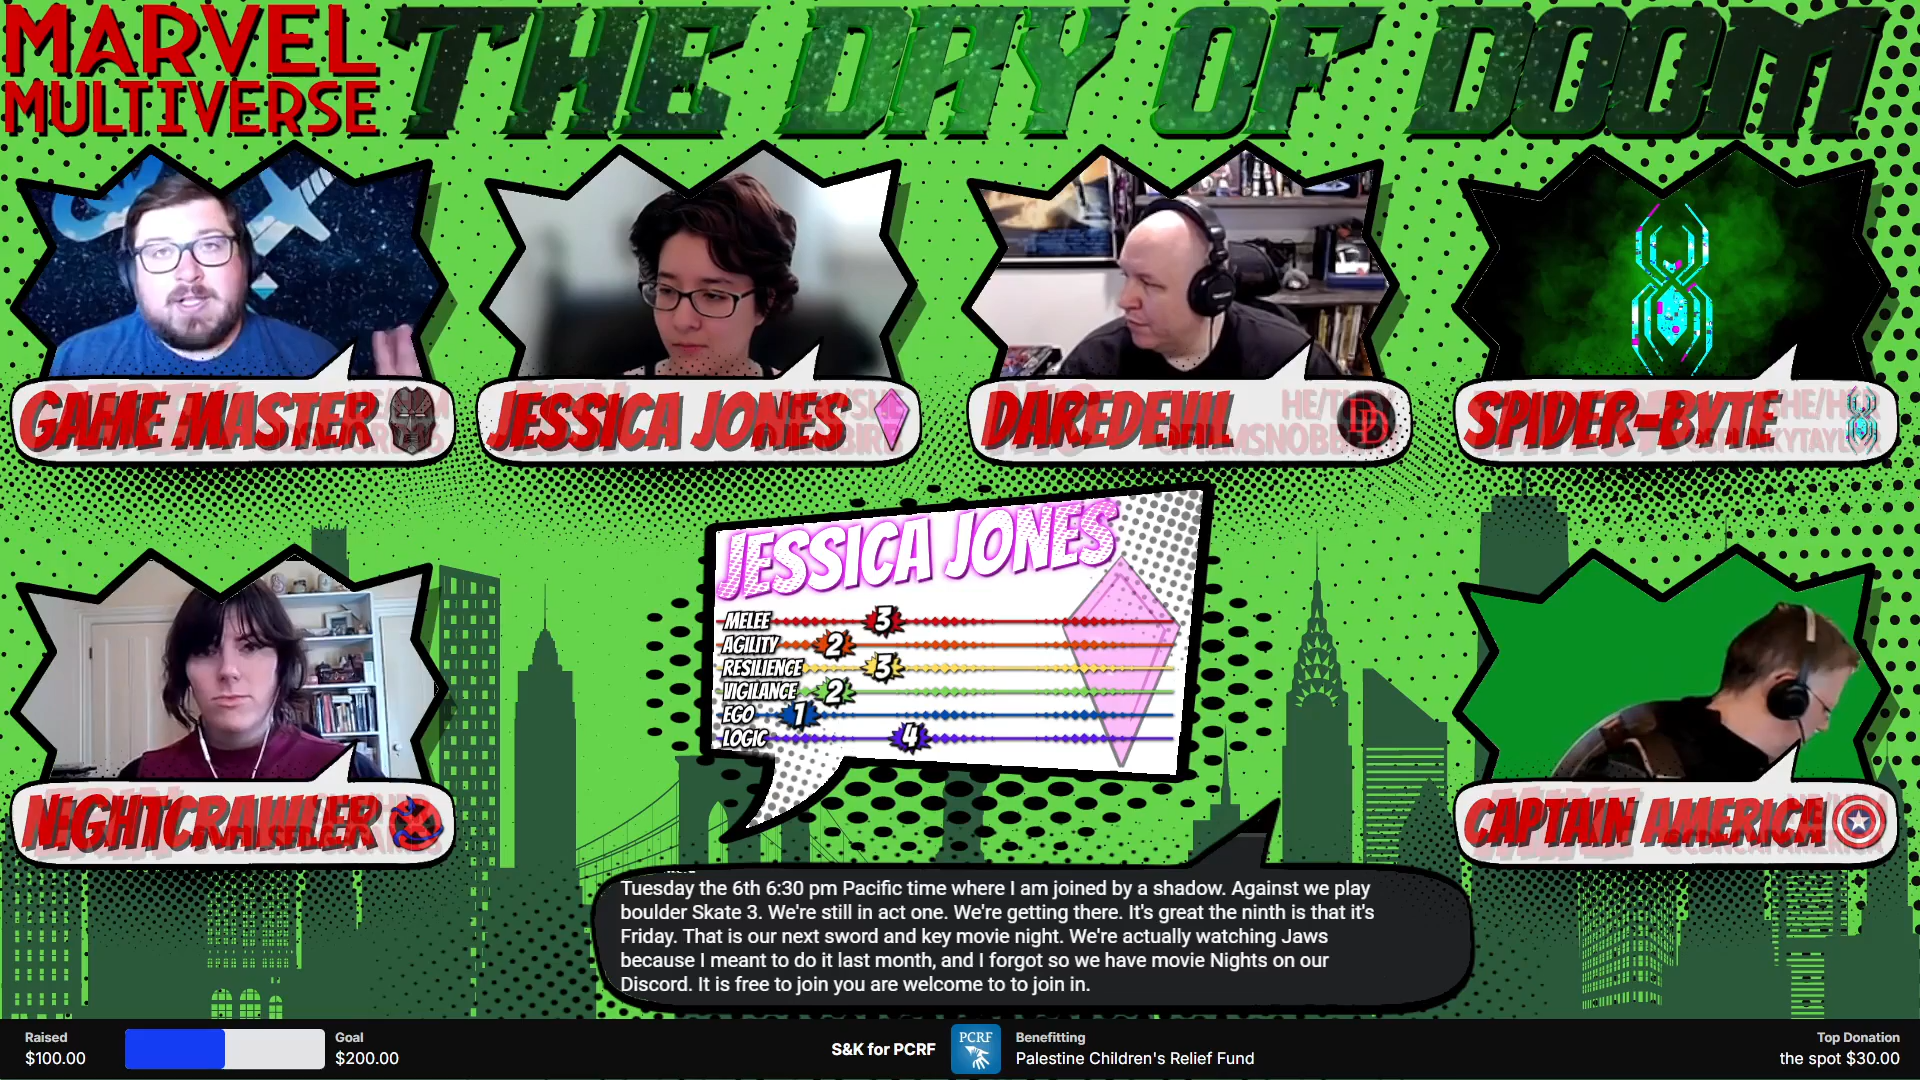 MARVEL
MULTIVERSE
THE DAY OF DOOM
GAME MASTER
JESSICA JONES
DAREDEVIL
HE/THEY
DD
SPIDER-BYTE
JESSICA JONES
MELEE 3
AGILITY 2
RESILIENCE 3
VIGILANCE 2
EGO 1
LOGIC 4
NIGHTCRAWLER
CAPTAIN AMERICA
Tuesday the 6th 6:30 pm Pacific time where I am joined by a shadow. Against we play
boulder Skate 3. We're still in act one. We're getting there. It's great the ninth is that it's
Friday. That is our next sword and key movie night. We're actually watching Jaws
because I meant to do it last month, and I forgot so we have movie Nights on our
Discord. It is free to join you are welcome to to join in.
Raised
$100.00
Goal
$200.00
S&K for PCRF
PCRF
Benefitting
Palestine Children's Relief Fund
Top Donation
the spot $30.00